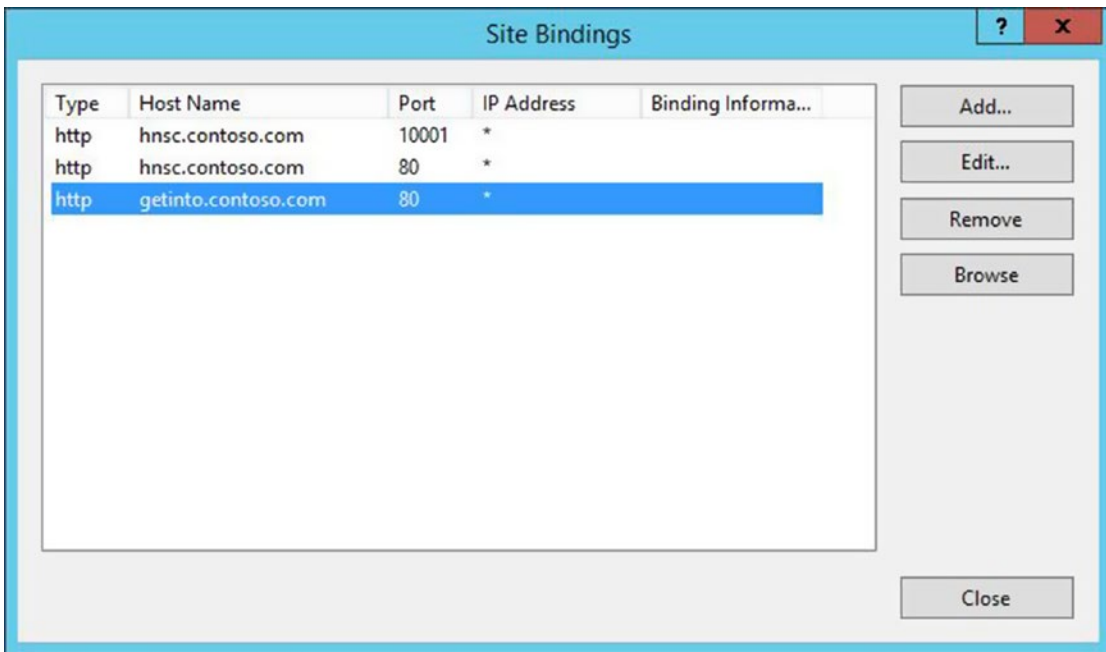 Site Bindings
? x
Type Host Name Port IP Address Binding Informa...
http hnsc.contoso.com 10001 *
http hnsc.contoso.com 80 *
http getinto.contoso.com 80 *
Add...
Edit...
Remove
Browse
Close